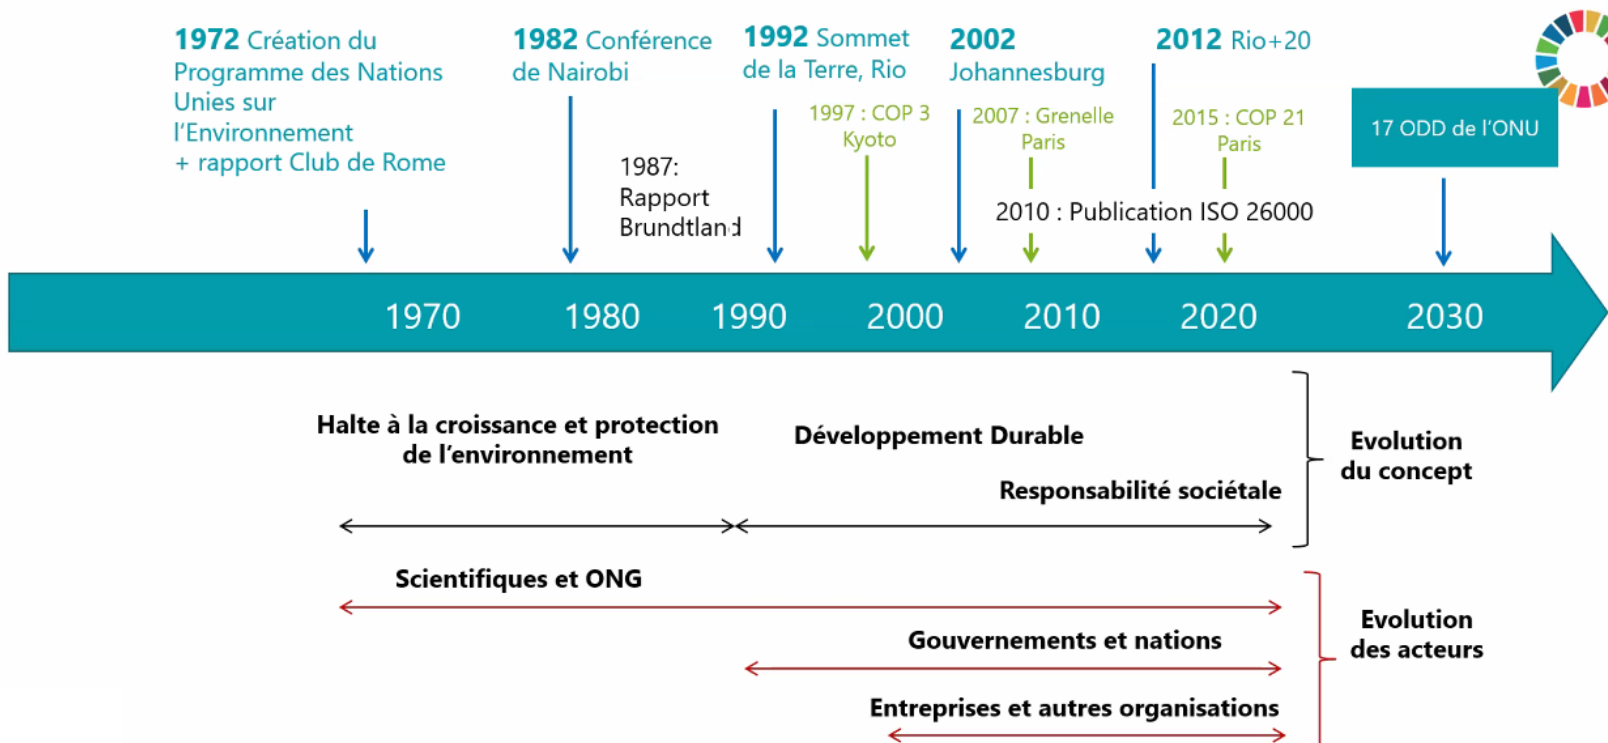 1972 Création du
Programme des Nations
Unies sur
l'Environnement
+ rapport Club de Rome
1982 Conférence
de Nairobi
1987:
Rapport
Brundtland
1992 Sommet
de la Terre, Rio
1997 : COP 3
Kyoto
2002
Johannesburg
2007 : Grenelle
Paris
2010 : Publication ISO 26000
2012 Rio+20
2015 : COP 21
Paris
17 ODD de l'ONU
1970
1980
1990
2000
2010
2020
2030
Halte à la croissance et protection
de l'environnement
Développement Durable
Responsabilité sociétale
Evolution
du concept
Scientifiques et ONG
Gouvernements et nations
Entreprises et autres organisations
Evolution
des acteurs